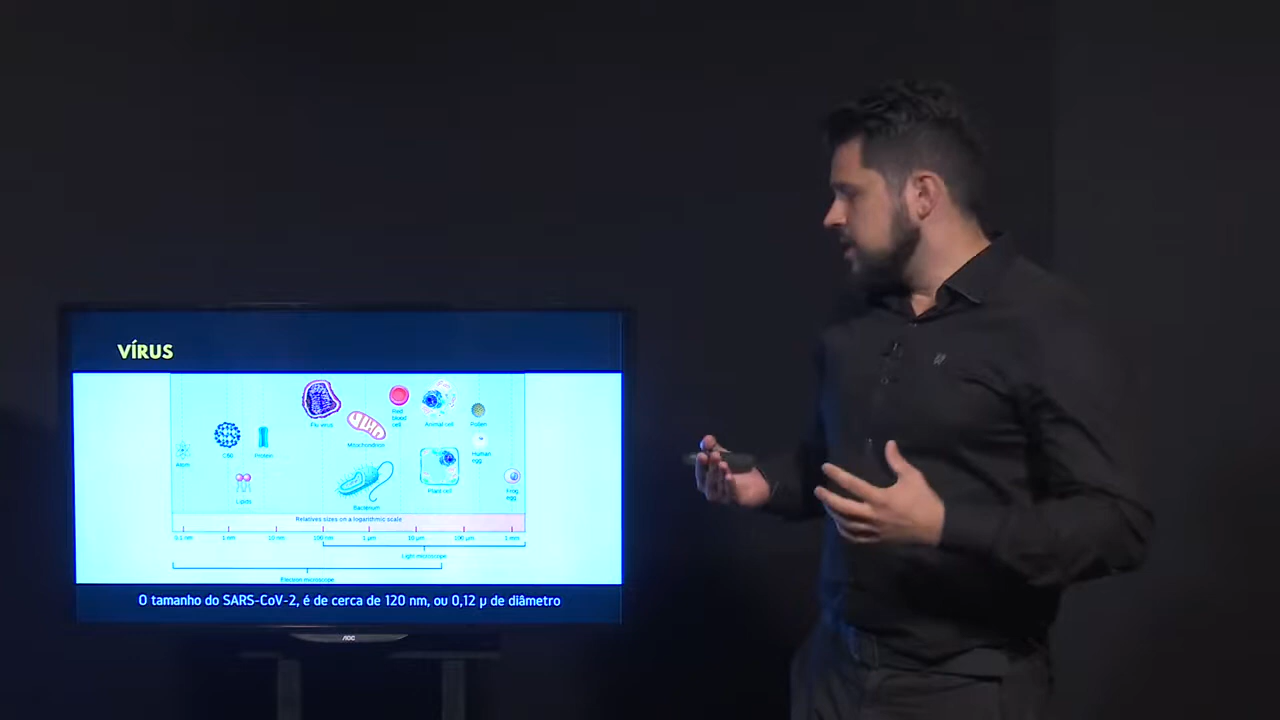 VÍRUS
Flu virus
Red
blood
cell
Animal cell
Pollen
Mitochondrion
C60
Protein
Atom
Human
egg
Lipids
Plant cell
Frog
egg
Bacterium
Relatives sizes on a logarithmic scale
0.1 nm 1 nm 10 nm 100 nm 1 µm 10 µm 100 µm 1 mm
Light microscope
Electron microscope
O tamanho do SARS-CoV-2, é de cerca de 120 nm, ou 0,12 µ de diâmetro
AOC